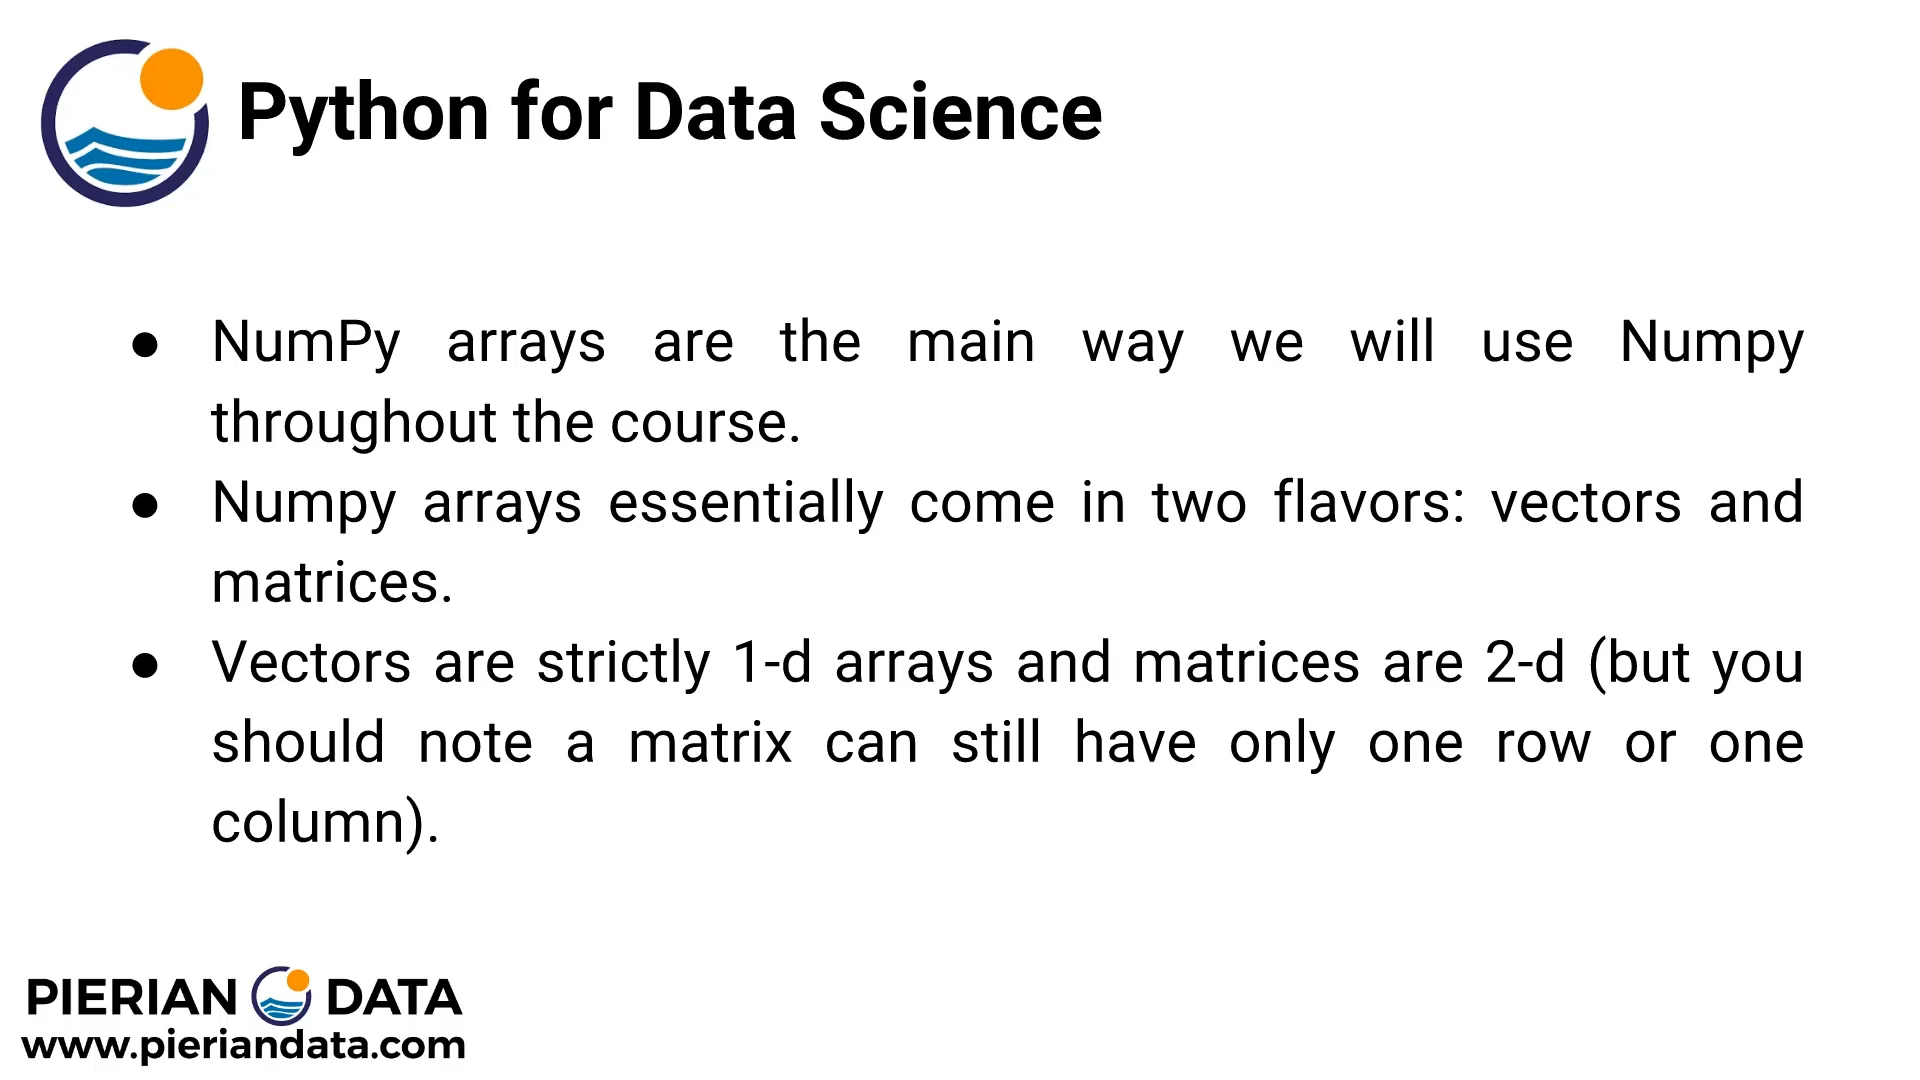 Python for Data Science
● NumPy arrays are the main way we will use Numpy
throughout the course.
● Numpy arrays essentially come in two flavors: vectors and
matrices.
● Vectors are strictly 1-d arrays and matrices are 2-d (but you
should note a matrix can still have only one row or one
column).
PIERIAN DATA
www.pieriandata.com